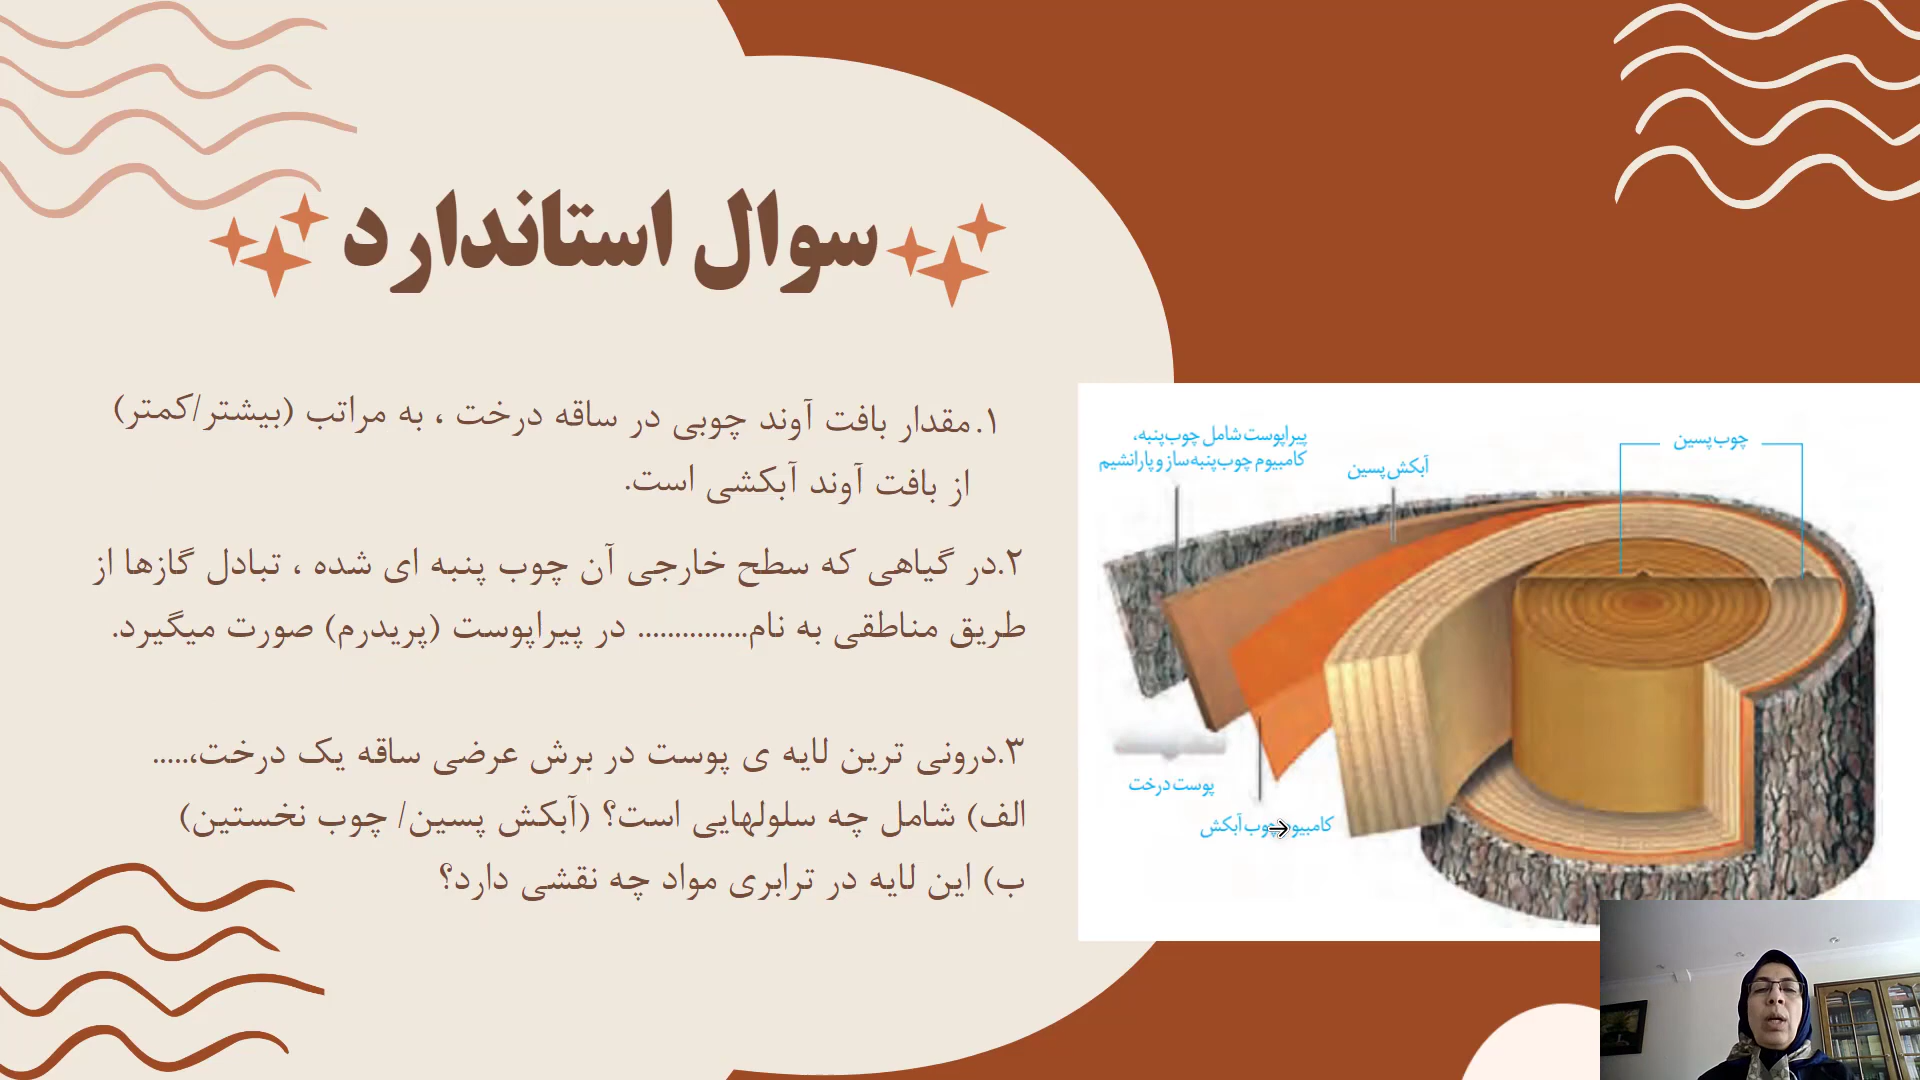 سوال استاندارد
۱.مقدار بافت آوند چوبی در ساقه درخت ، به مراتب (بیشتر/کمتر)
از بافت آوند آبکشی است.
۲.در گیاهی که سطح خارجی آن چوب پنبه ای شده ، تبادل گازها از
طریق مناطقی به نام............... در پیراپوست (پریدرم) صورت میگیرد.
۳.درونی ترین لایه ی پوست در برش عرضی ساقه یک درخت،.....
الف) شامل چه سلولهایی است؟ (آبکش پسین/ چوب نخستین)
ب) این لایه در ترابری مواد چه نقشی دارد؟
پیراپوست شامل چوب‌پنبه،
کامبیوم چوب‌پنبه‌ساز و پارانشیم
آبکش پسین
چوب پسین
پوست درخت
کامبیوم چوب آبکش